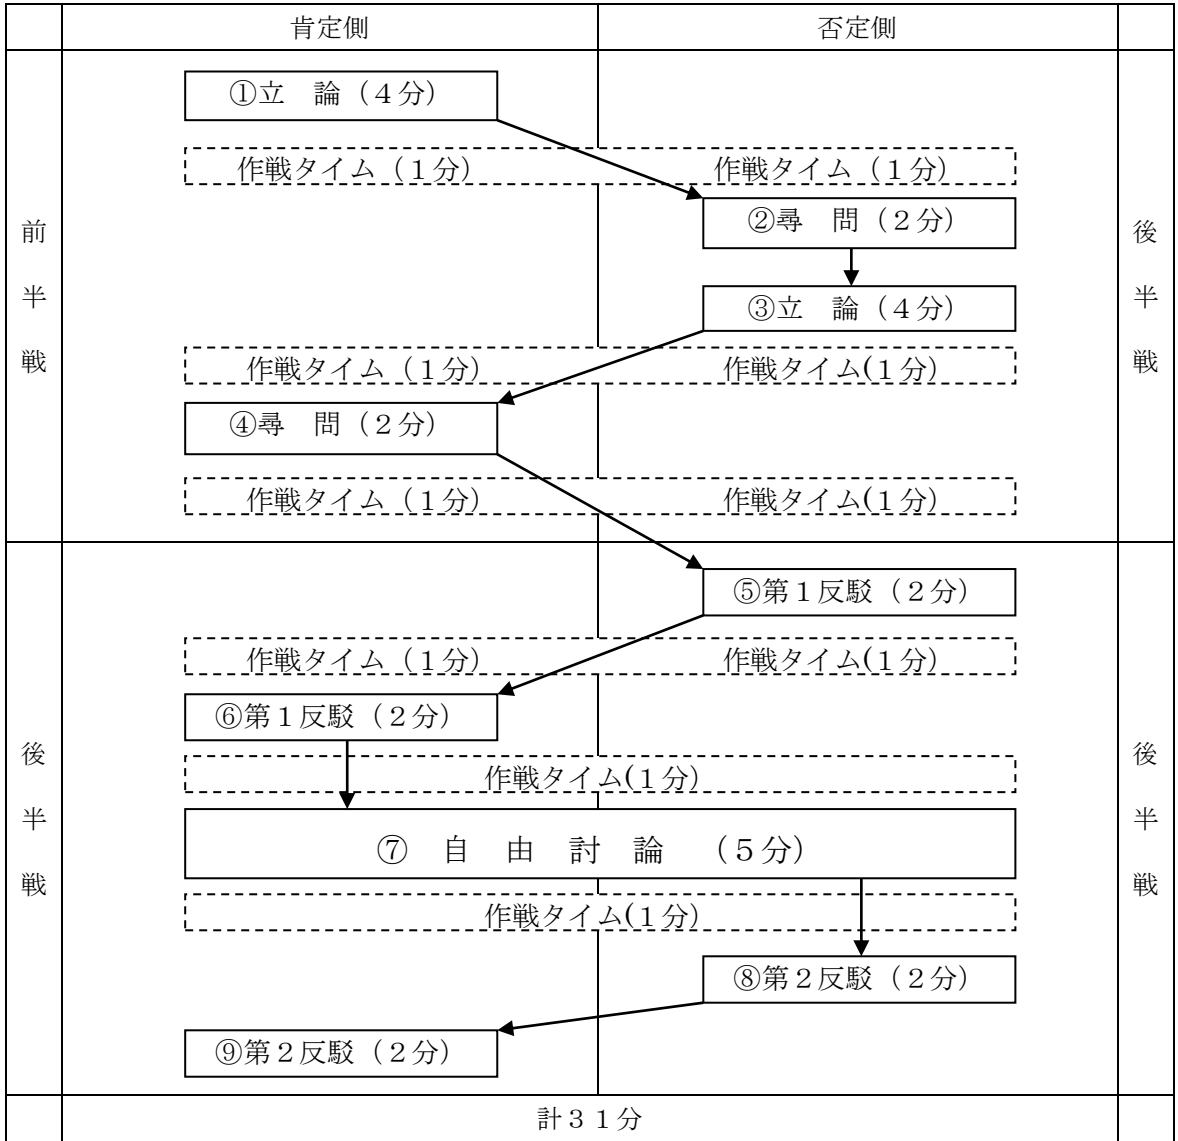 肯定側 否定側
①立　論（４分）
作戦タイム（１分） 作戦タイム（１分）
②尋　問（２分）
③立　論（４分）
前半戦
後半戦
作戦タイム（１分） 作戦タイム(１分）
④尋　問（２分）
作戦タイム（１分） 作戦タイム(１分）
⑤第１反駁（２分）
作戦タイム（１分） 作戦タイム(１分）
⑥第１反駁（２分）
作戦タイム(１分）
⑦　自　由　討　論　（５分）
後半戦
後半戦
作戦タイム(１分）
⑧第２反駁（２分）
⑨第２反駁（２分）
計３１分